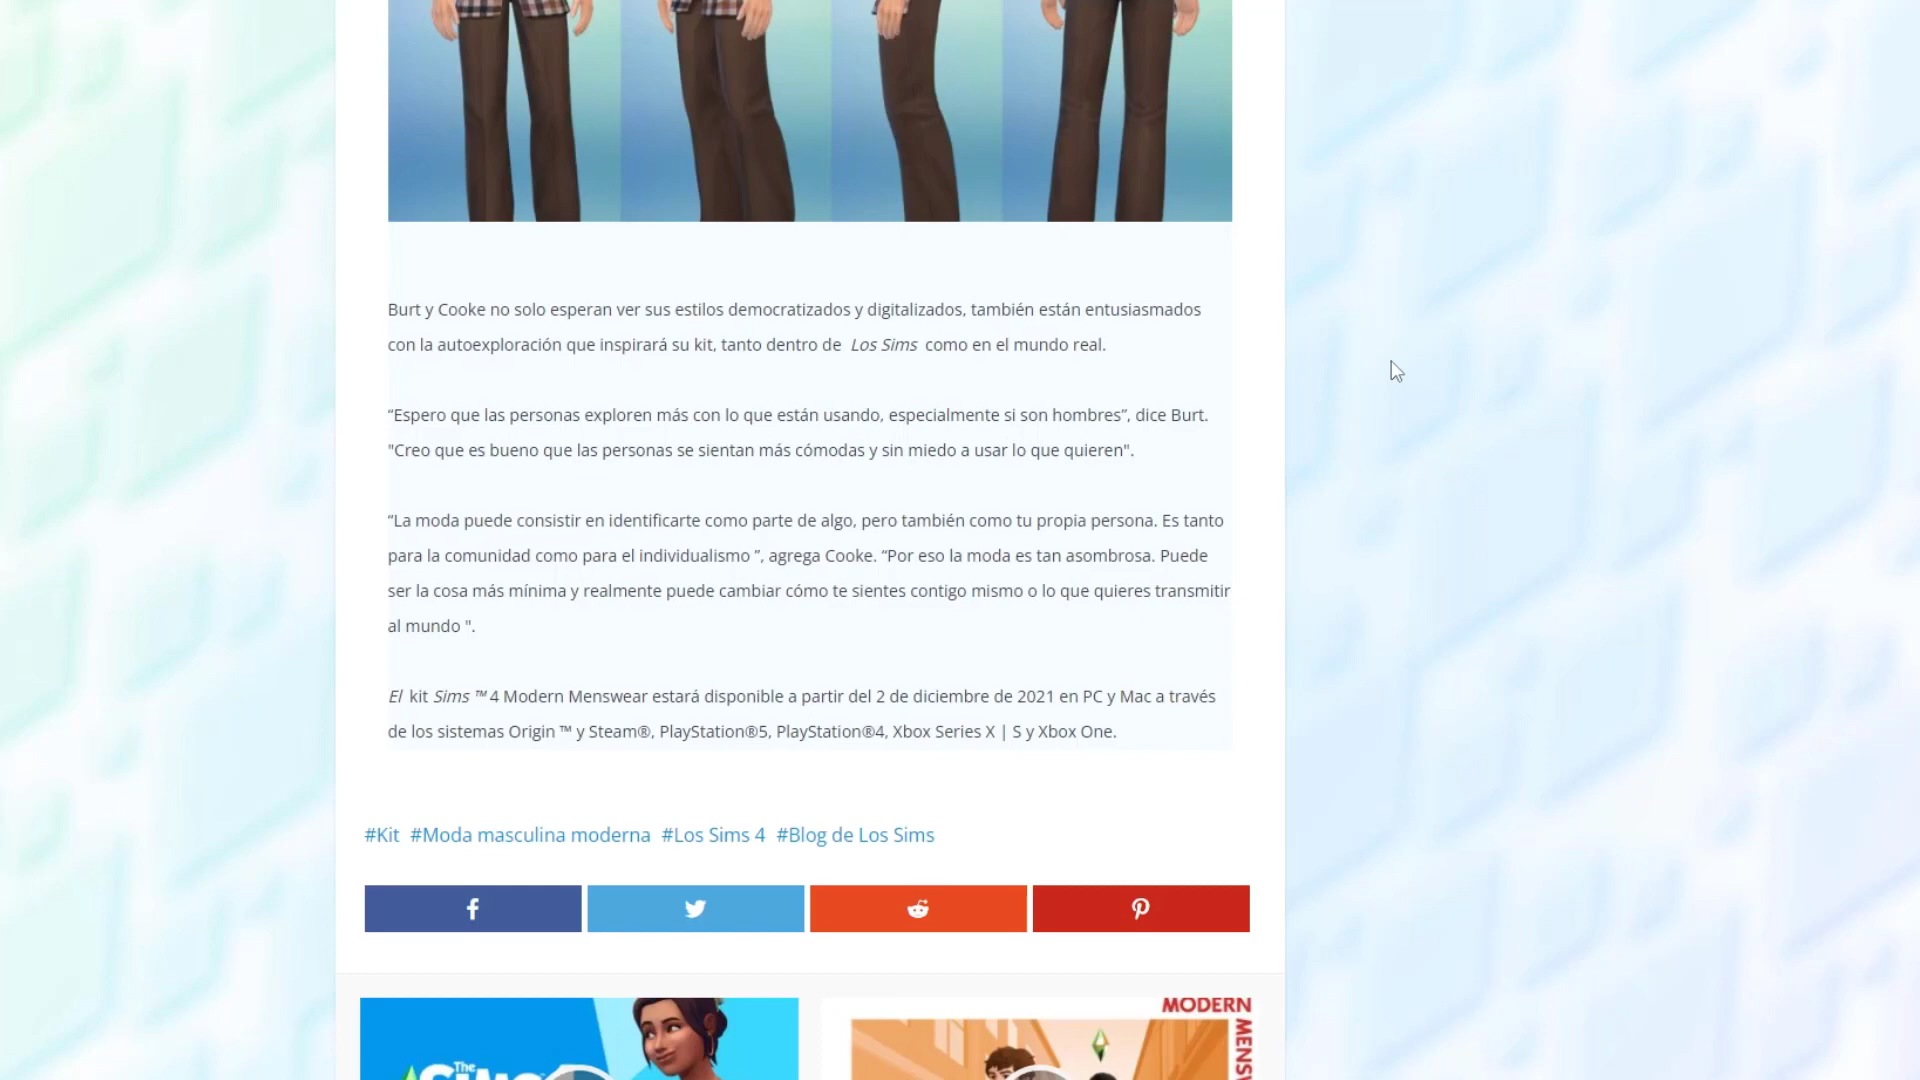 Burt y Cooke no solo esperan ver sus estilos democratizados y digitalizados, también están entusiasmados
con la autoexploración que inspirará su kit, tanto dentro de Los Sims como en el mundo real.
“Espero que las personas exploren más con lo que están usando, especialmente si son hombres”, dice Burt.
"Creo que es bueno que las personas se sientan más cómodas y sin miedo a usar lo que quieren".
“La moda puede consistir en identificarte como parte de algo, pero también como tu propia persona. Es tanto
para la comunidad como para el individualismo ”, agrega Cooke. “Por eso la moda es tan asombrosa. Puede
ser la cosa más mínima y realmente puede cambiar cómo te sientes contigo mismo o lo que quieres transmitir
al mundo ".
El kit Sims ™ 4 Modern Menswear estará disponible a partir del 2 de diciembre de 2021 en PC y Mac a través
de los sistemas Origin ™ y Steam®, PlayStation®5, PlayStation®4, Xbox Series X | S y Xbox One.
#Kit #Moda masculina moderna #Los Sims 4 #Blog de Los Sims
The
MODERN